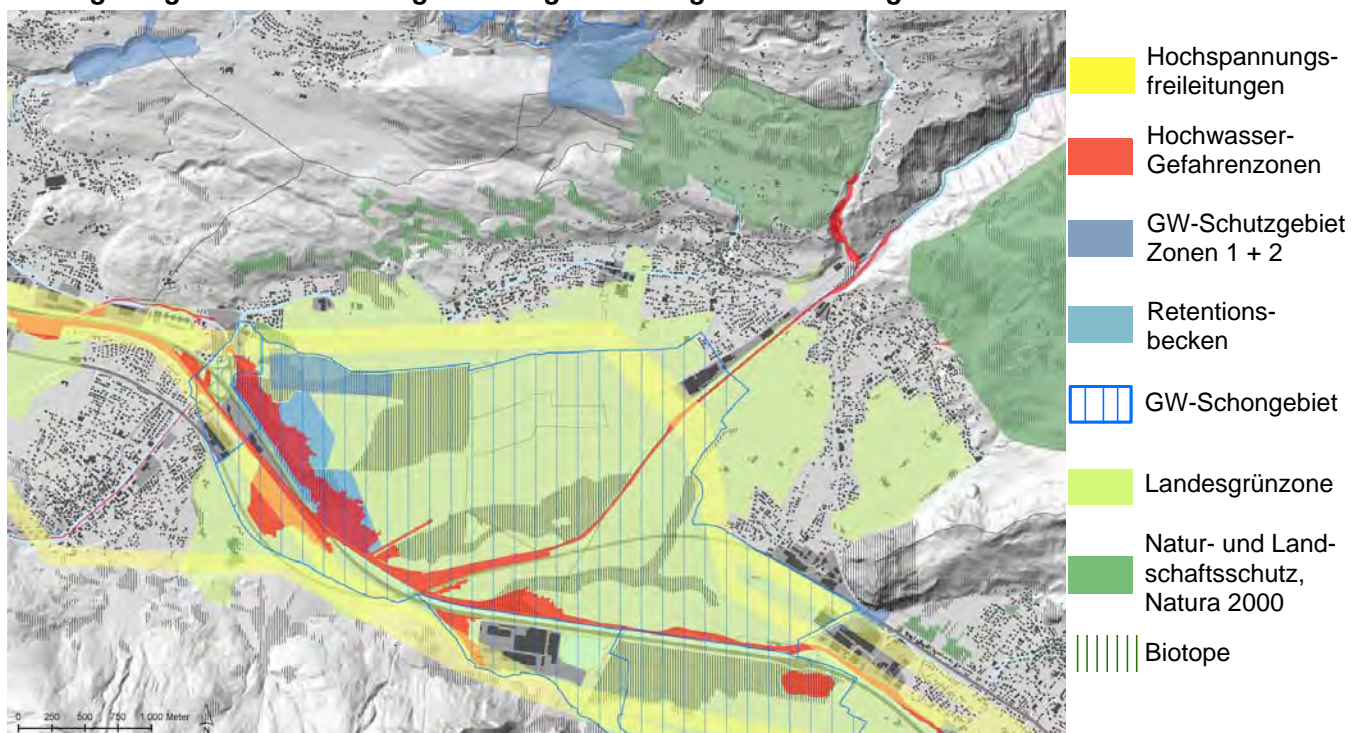 Hochspannungs-
freileitungen
Hochwasser-
Gefahrenzonen
GW-Schutzgebiet
Zonen 1 + 2
Retentions-
becken
GW-Schongebiet
Landesgrünzone
Natur- und Land-
schaftsschutz,
Natura 2000
Biotope
0 250 500 750 1.000 Meter
N